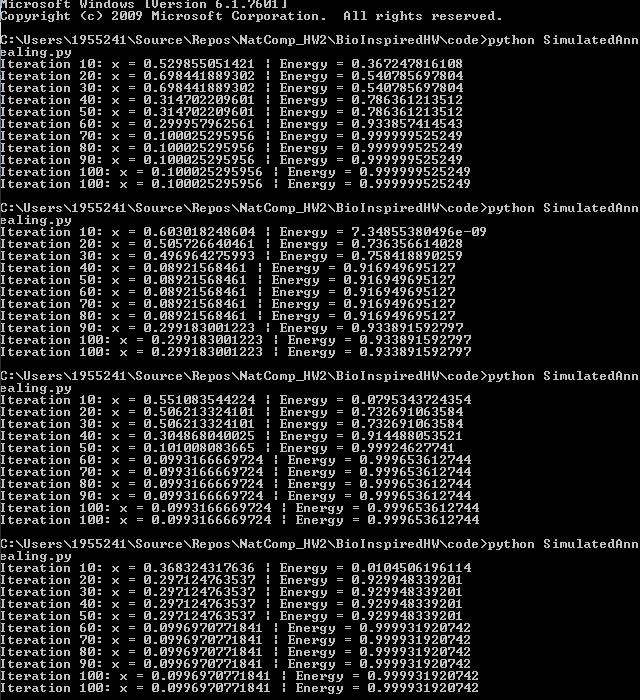 Microsoft Windows [Version 6.1.7601]
Copyright (c) 2009 Microsoft Corporation.  All rights reserved.
C:\Users\1955241\Source\Repos\NatComp_HW2\BioInspiredHW\code>python SimulatedAnn
ealing.py
Iteration 10: x = 0.529855051421 ¦ Energy = 0.367247816108
Iteration 20: x = 0.698441889302 ¦ Energy = 0.540785697804
Iteration 30: x = 0.698441889302 ¦ Energy = 0.540785697804
Iteration 40: x = 0.314702209601 ¦ Energy = 0.786361213512
Iteration 50: x = 0.314702209601 ¦ Energy = 0.786361213512
Iteration 60: x = 0.299957962561 ¦ Energy = 0.933857414543
Iteration 70: x = 0.100025295956 ¦ Energy = 0.999999525249
Iteration 80: x = 0.100025295956 ¦ Energy = 0.999999525249
Iteration 90: x = 0.100025295956 ¦ Energy = 0.999999525249
Iteration 100: x = 0.100025295956 ¦ Energy = 0.999999525249
Iteration 100: x = 0.100025295956 ¦ Energy = 0.999999525249
C:\Users\1955241\Source\Repos\NatComp_HW2\BioInspiredHW\code>python SimulatedAnn
ealing.py
Iteration 10: x = 0.603018248604 ¦ Energy = 7.34855380496e-09
Iteration 20: x = 0.505726640461 ¦ Energy = 0.736356614028
Iteration 30: x = 0.496964275993 ¦ Energy = 0.758418890259
Iteration 40: x = 0.08921568461 ¦ Energy = 0.916949695127
Iteration 50: x = 0.08921568461 ¦ Energy = 0.916949695127
Iteration 60: x = 0.08921568461 ¦ Energy = 0.916949695127
Iteration 70: x = 0.08921568461 ¦ Energy = 0.916949695127
Iteration 80: x = 0.08921568461 ¦ Energy = 0.916949695127
Iteration 90: x = 0.299183001223 ¦ Energy = 0.933891592797
Iteration 100: x = 0.299183001223 ¦ Energy = 0.933891592797
Iteration 100: x = 0.299183001223 ¦ Energy = 0.933891592797
C:\Users\1955241\Source\Repos\NatComp_HW2\BioInspiredHW\code>python SimulatedAnn
ealing.py
Iteration 10: x = 0.551083544224 ¦ Energy = 0.0795343724354
Iteration 20: x = 0.506213324101 ¦ Energy = 0.732691063584
Iteration 30: x = 0.506213324101 ¦ Energy = 0.732691063584
Iteration 40: x = 0.304868040025 ¦ Energy = 0.914488053521
Iteration 50: x = 0.101008083665 ¦ Energy = 0.99924627741
Iteration 60: x = 0.0993166669724 ¦ Energy = 0.999653612744
Iteration 70: x = 0.0993166669724 ¦ Energy = 0.999653612744
Iteration 80: x = 0.0993166669724 ¦ Energy = 0.999653612744
Iteration 90: x = 0.0993166669724 ¦ Energy = 0.999653612744
Iteration 100: x = 0.0993166669724 ¦ Energy = 0.999653612744
Iteration 100: x = 0.0993166669724 ¦ Energy = 0.999653612744
C:\Users\1955241\Source\Repos\NatComp_HW2\BioInspiredHW\code>python SimulatedAnn
ealing.py
Iteration 10: x = 0.368324317636 ¦ Energy = 0.0104506196114
Iteration 20: x = 0.297124763537 ¦ Energy = 0.929948339201
Iteration 30: x = 0.297124763537 ¦ Energy = 0.929948339201
Iteration 40: x = 0.297124763537 ¦ Energy = 0.929948339201
Iteration 50: x = 0.297124763537 ¦ Energy = 0.929948339201
Iteration 60: x = 0.0996970771841 ¦ Energy = 0.999931920742
Iteration 70: x = 0.0996970771841 ¦ Energy = 0.999931920742
Iteration 80: x = 0.0996970771841 ¦ Energy = 0.999931920742
Iteration 90: x = 0.0996970771841 ¦ Energy = 0.999931920742
Iteration 100: x = 0.0996970771841 ¦ Energy = 0.999931920742
Iteration 100: x = 0.0996970771841 ¦ Energy = 0.999931920742